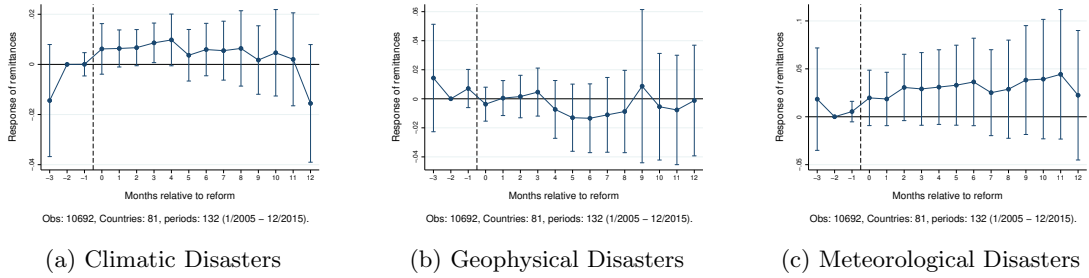 .02
0
-.02
-.04
Response of remittances
−3 −2 −1 0 1 2 3 4 5 6 7 8 9 10 11 12
Months relative to reform
Obs: 10692, Countries: 81, periods: 132 (1/2005 − 12/2015).
(a) Climatic Disasters
.06
.04
.02
0
-.02
-.04
Response of remittances
−3 −2 −1 0 1 2 3 4 5 6 7 8 9 10 11 12
Months relative to reform
Obs: 10692, Countries: 81, periods: 132 (1/2005 − 12/2015).
(b) Geophysical Disasters
.1
.05
0
-.05
Response of remittances
−3 −2 −1 0 1 2 3 4 5 6 7 8 9 10 11 12
Months relative to reform
Obs: 10692, Countries: 81, periods: 132 (1/2005 − 12/2015).
(c) Meteorological Disasters